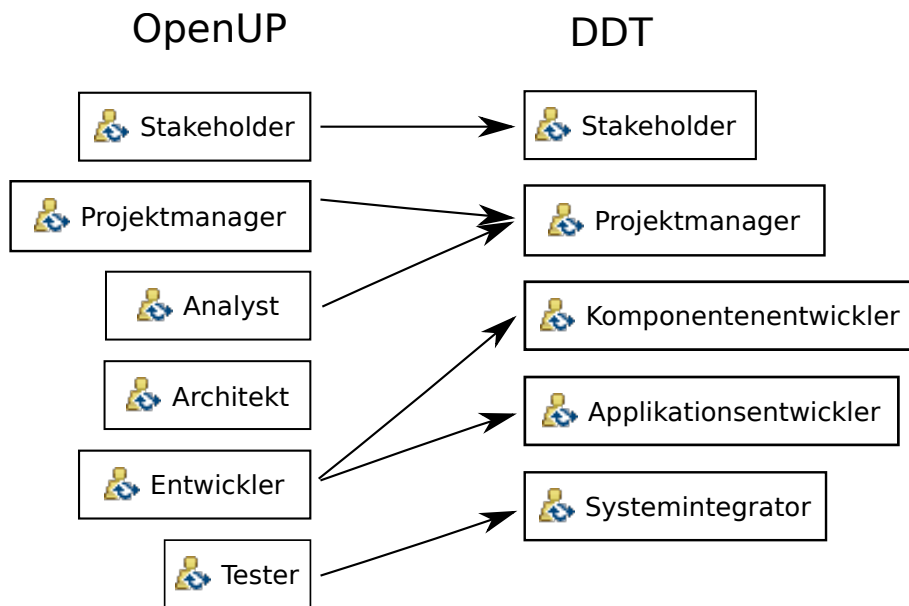 OpenUP
DDT
Stakeholder
Stakeholder
Projektmanager
Projektmanager
Analyst
Komponentenentwickler
Architekt
Applikationsentwickler
Entwickler
Systemintegrator
Tester